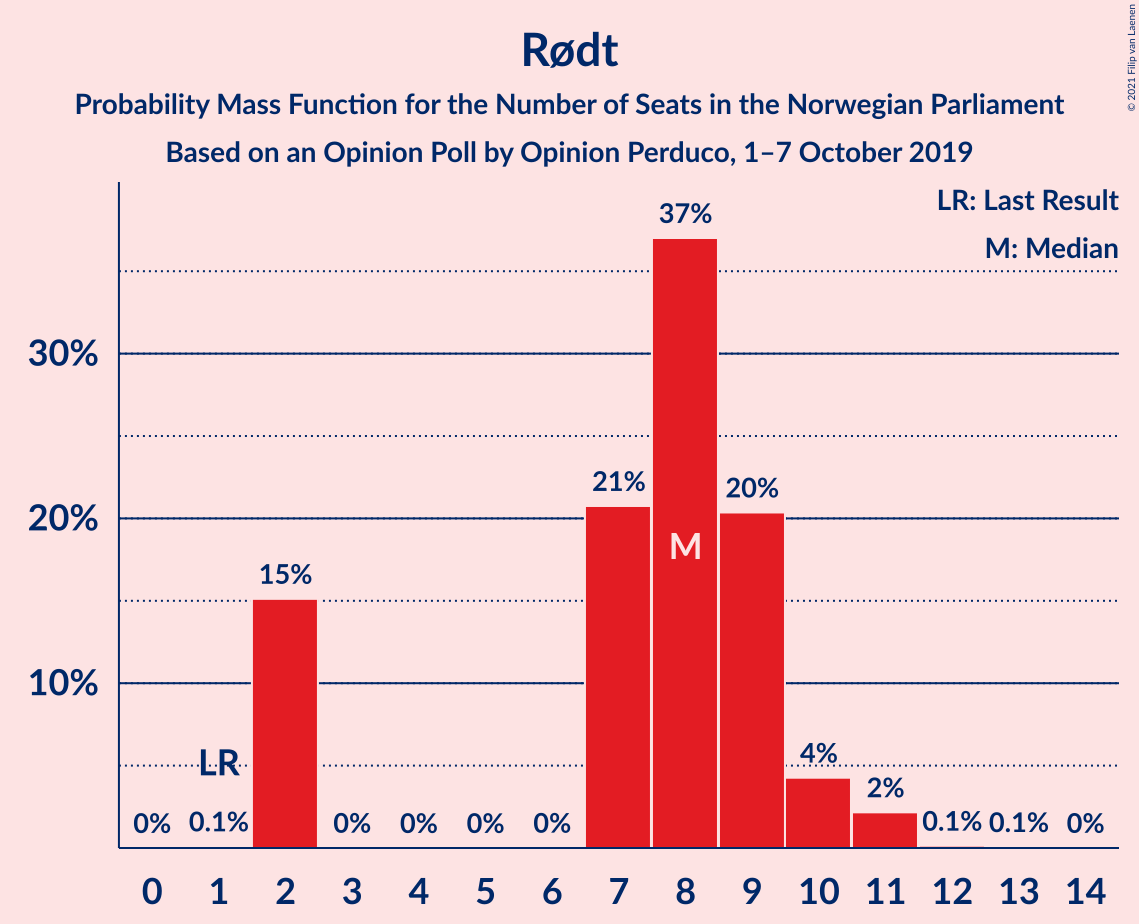 Rødt
Probability Mass Function for the Number of Seats in the Norwegian Parliament
Based on an Opinion Poll by Opinion Perduco, 1–7 October 2019
© 2021 Filip van Laenen
LR: Last Result
M: Median
30%
20%
10%
0%
0.1%
15%
0%
0%
0%
0%
21%
37%
20%
4%
2%
0.1%
0.1%
0%
LR
M
0 1 2 3 4 5 6 7 8 9 10 11 12 13 14